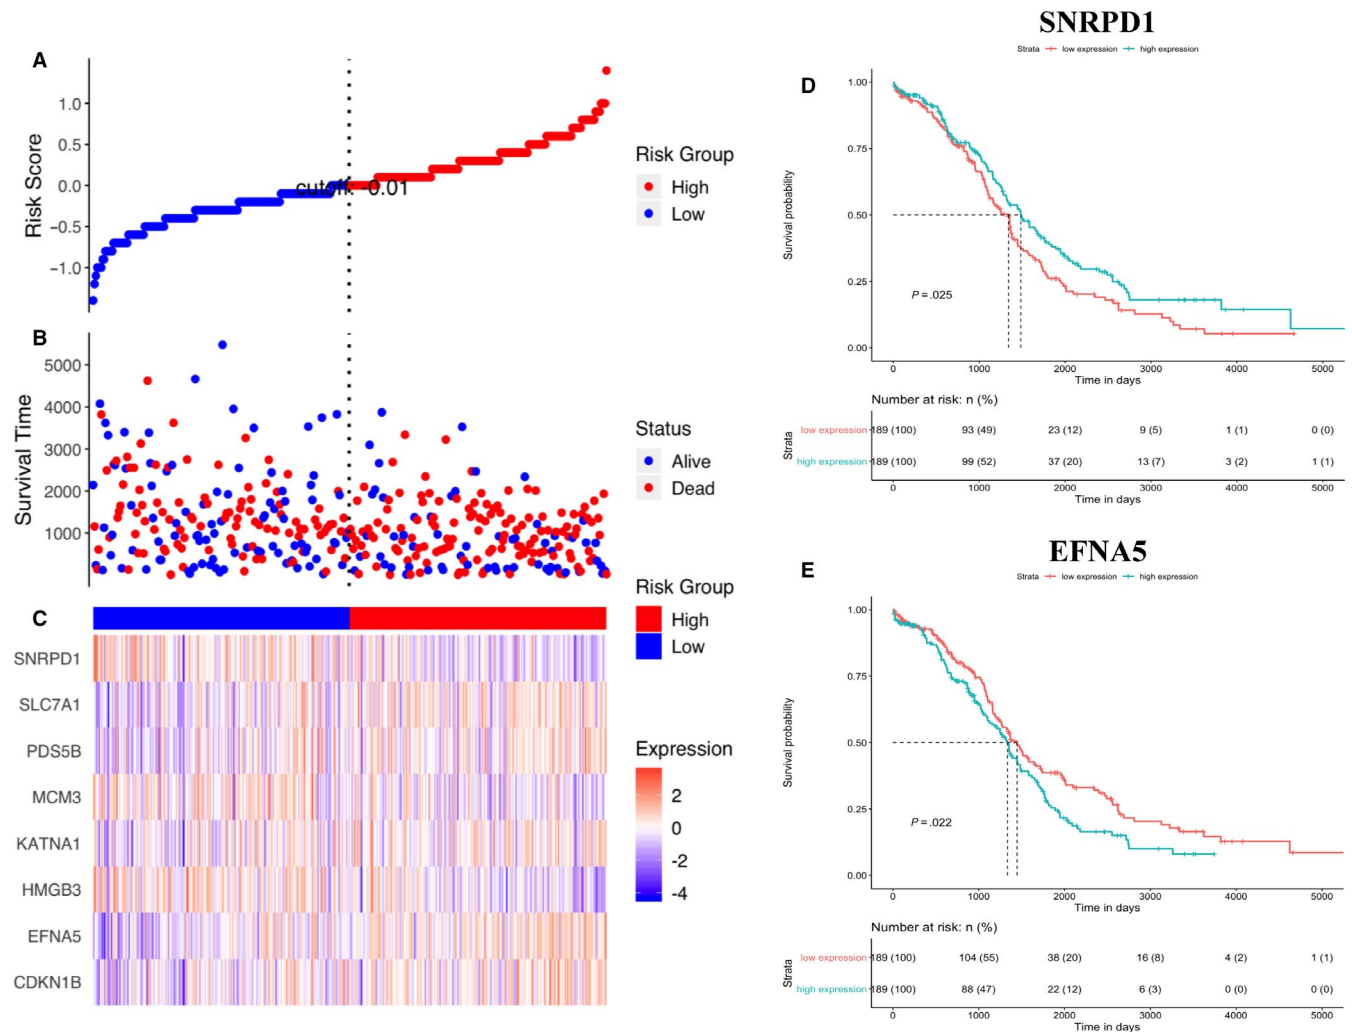 A
Risk Score
1.0
0.5
0.0
−0.5
−1.0
cutoff: -0.01
Risk Group
High
Low
B
Survival Time
5000
4000
3000
2000
1000
Status
Alive
Dead
C
Risk Group
High
Low
SNRPD1
SLC7A1
PDS5B
MCM3
KATNA1
HMGB3
EFNA5
CDKN1B
Expression
2
0
-2
-4
SNRPD1
Strata low expression high expression
D
Survival probability
1.00
0.75
0.50
0.25
0.00
P = .025
0 1000 2000 3000 4000 5000
Time in days
Number at risk: n (%)
Strata
low expression 189 (100) 93 (49) 23 (12) 9 (5) 1 (1) 0 (0)
high expression 189 (100) 99 (52) 37 (20) 13 (7) 3 (2) 1 (1)
0 1000 2000 3000 4000 5000
Time in days
EFNA5
Strata low expression high expression
E
Survival probability
1.00
0.75
0.50
0.25
0.00
P = .022
0 1000 2000 3000 4000 5000
Time in days
Number at risk: n (%)
Strata
low expression 189 (100) 104 (55) 38 (20) 16 (8) 4 (2) 1 (1)
high expression 189 (100) 88 (47) 22 (12) 6 (3) 0 (0) 0 (0)
0 1000 2000 3000 4000 5000
Time in days